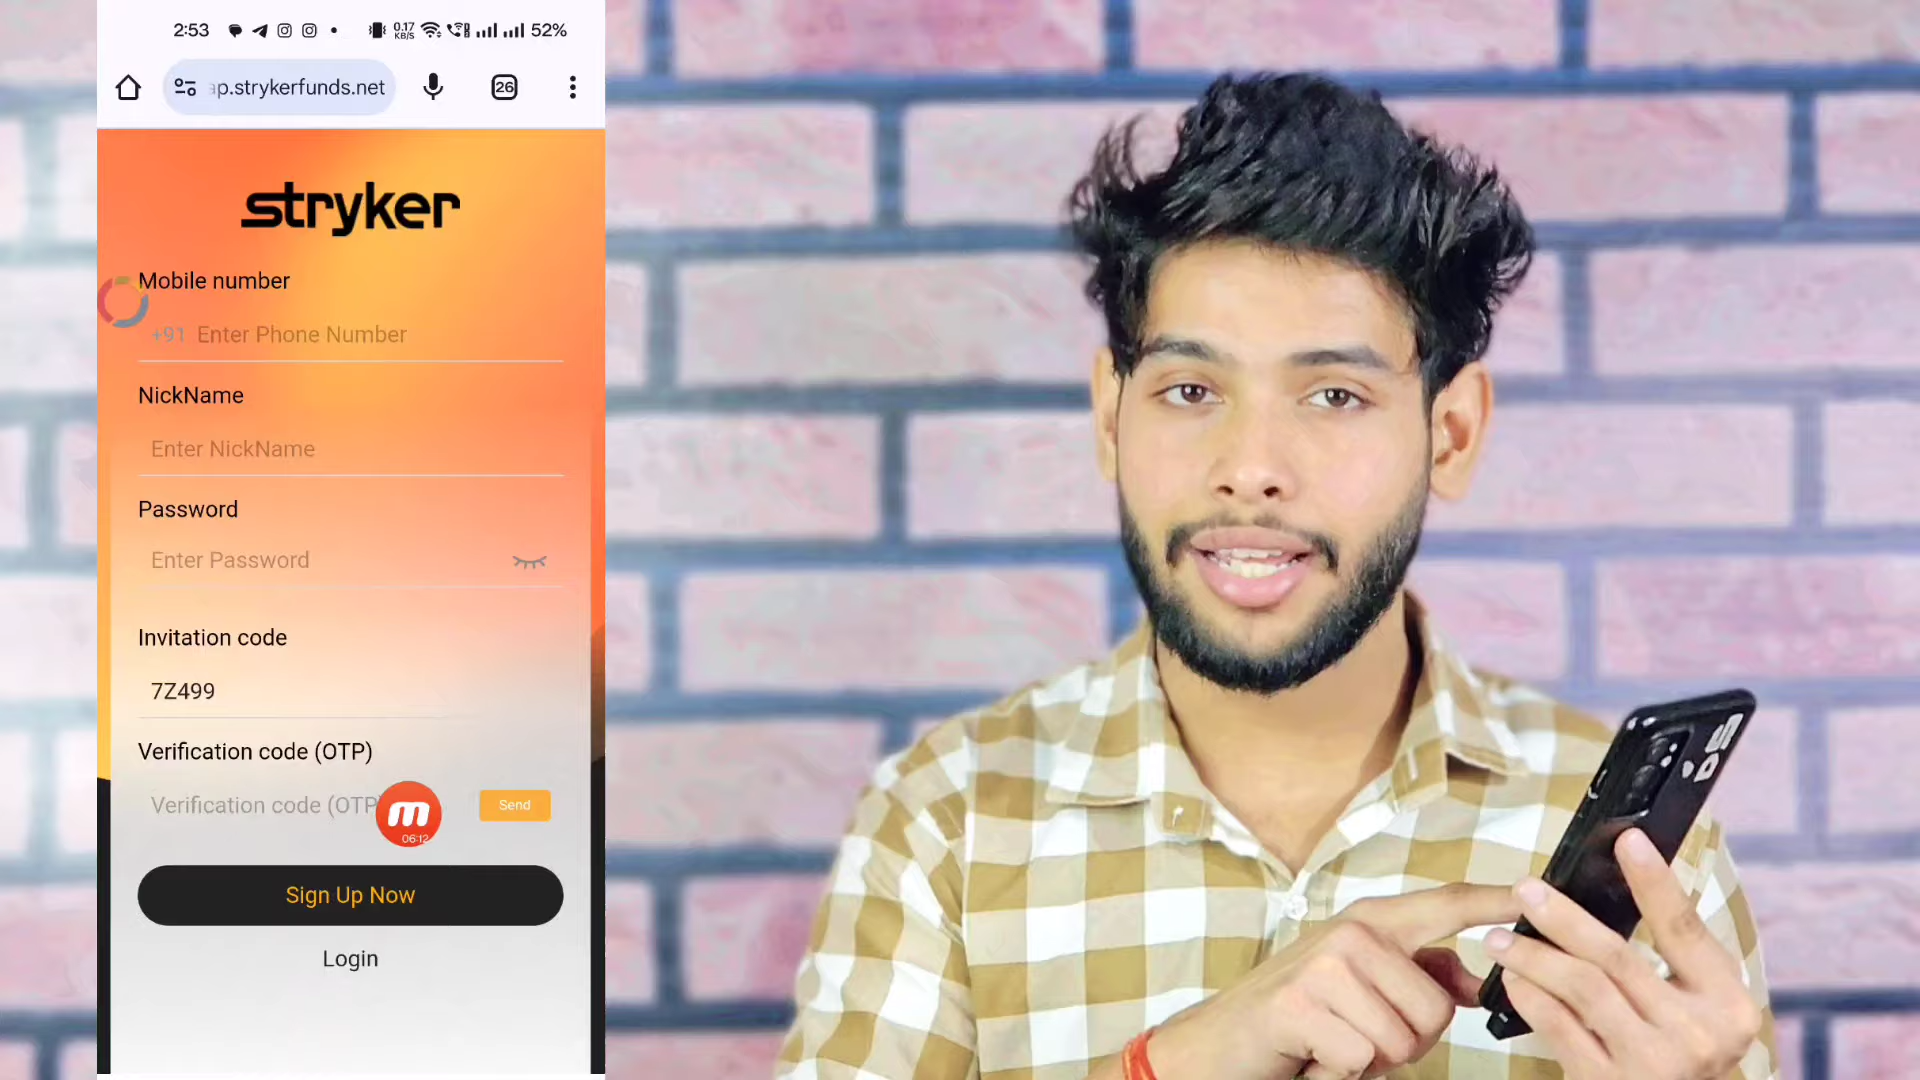 2:53
0.17
KB/S
52%
ap.strykerfunds.net
26
stryker
Mobile number
+91 Enter Phone Number
NickName
Enter NickName
Password
Enter Password
Invitation code
7Z499
Verification code (OTP)
Verification code (OTP
m
06:12
Send
Sign Up Now
Login